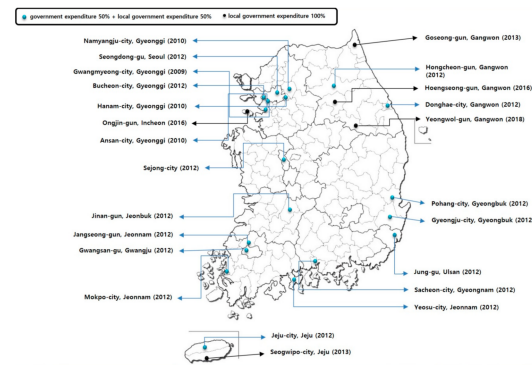 government expenditure 50% + local government expenditure 50%
local government expenditure 100%
Namyangju-city, Gyeonggi (2010)
Seongdong-gu, Seoul (2012)
Gwangmyeong-city, Gyeonggi (2009)
Bucheon-city, Gyeonggi (2012)
Hanam-city, Gyeonggi (2010)
Ongjin-gun, Incheon (2016)
Ansan-city, Gyeonggi (2010)
Sejong-city (2012)
Jinan-gun, Jeonbuk (2012)
Jangseong-gun, Jeonnam (2012)
Gwangsan-gu, Gwangju (2012)
Mokpo-city, Jeonnam (2012)
Goseong-gun, Gangwon (2013)
Hongcheon-gun, Gangwon
(2012)
Hoengseong-gun, Gangwon (2016)
Donghae-city, Gangwon (2012)
Yeongwol-gun, Gangwon (2018)
Pohang-city, Gyeongbuk (2012)
Gyeongju-city, Gyeongbuk (2012)
Jung-gu, Ulsan (2012)
Sacheon-city, Gyeongnam (2012)
Yeosu-city, Jeonnam (2012)
Jeju-city, Jeju (2012)
Seogwipo-city, Jeju (2013)